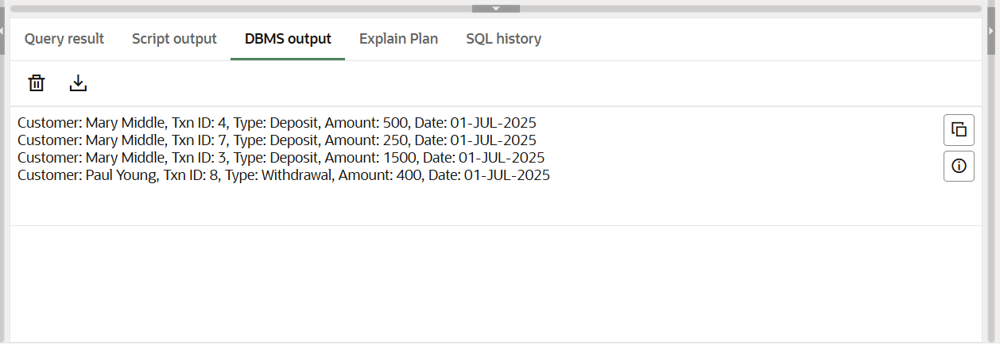 Query result Script output DBMS output Explain Plan SQL history
Customer: Mary Middle, Txn ID: 4, Type: Deposit, Amount: 500, Date: 01-JUL-2025
Customer: Mary Middle, Txn ID: 7, Type: Deposit, Amount: 250, Date: 01-JUL-2025
Customer: Mary Middle, Txn ID: 3, Type: Deposit, Amount: 1500, Date: 01-JUL-2025
Customer: Paul Young, Txn ID: 8, Type: Withdrawal, Amount: 400, Date: 01-JUL-2025